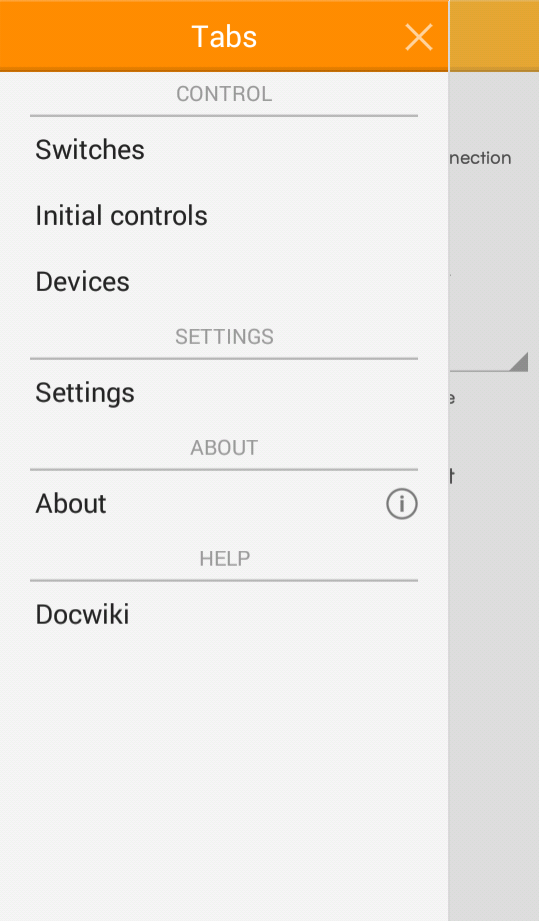 Tabs
CONTROL
Switches
nection
Initial controls
Devices
SETTINGS
Settings
e
ABOUT
t
About
HELP
Docwiki